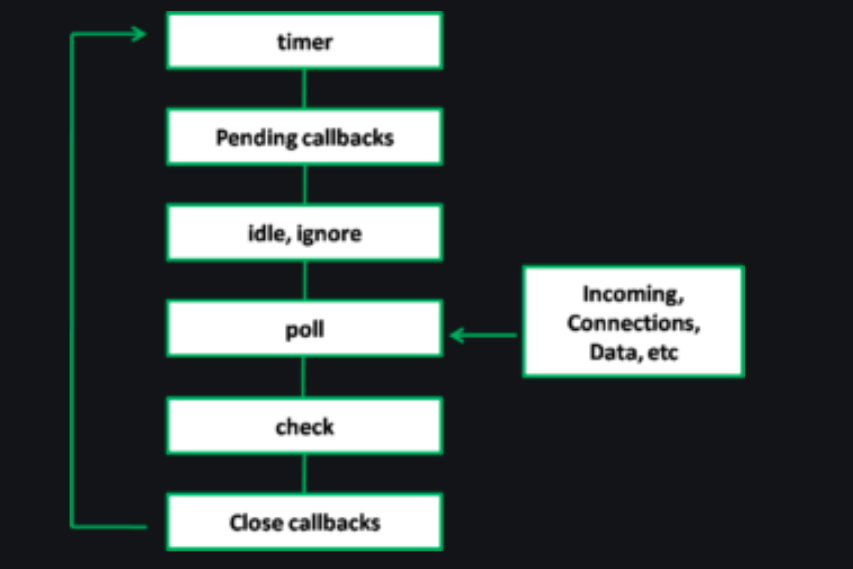 timer
Pending callbacks
idle, ignore
poll
Incoming,
Connections,
Data, etc
check
Close callbacks